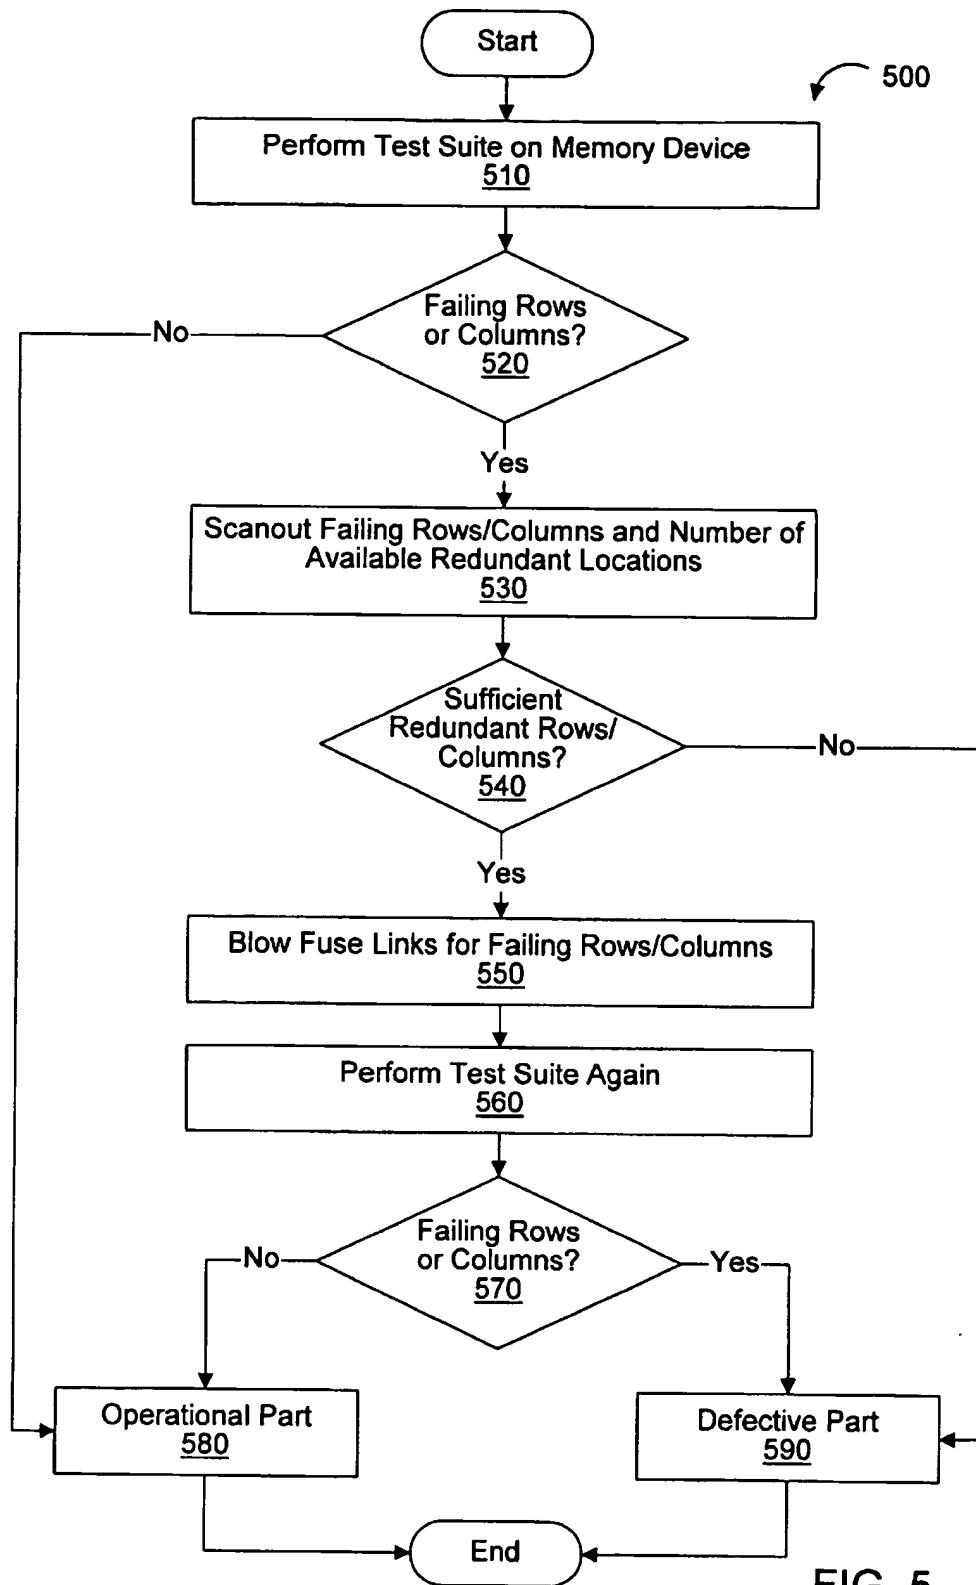 Start
500
Perform Test Suite on Memory Device
510
Failing Rows
or Columns?
520
No
Yes
Scanout Failing Rows/Columns and Number of
Available Redundant Locations
530
Sufficient
Redundant Rows/
Columns?
540
No
Yes
Blow Fuse Links for Failing Rows/Columns
550
Perform Test Suite Again
560
Failing Rows
or Columns?
570
No
Yes
Operational Part
580
Defective Part
590
End
FIG. 5